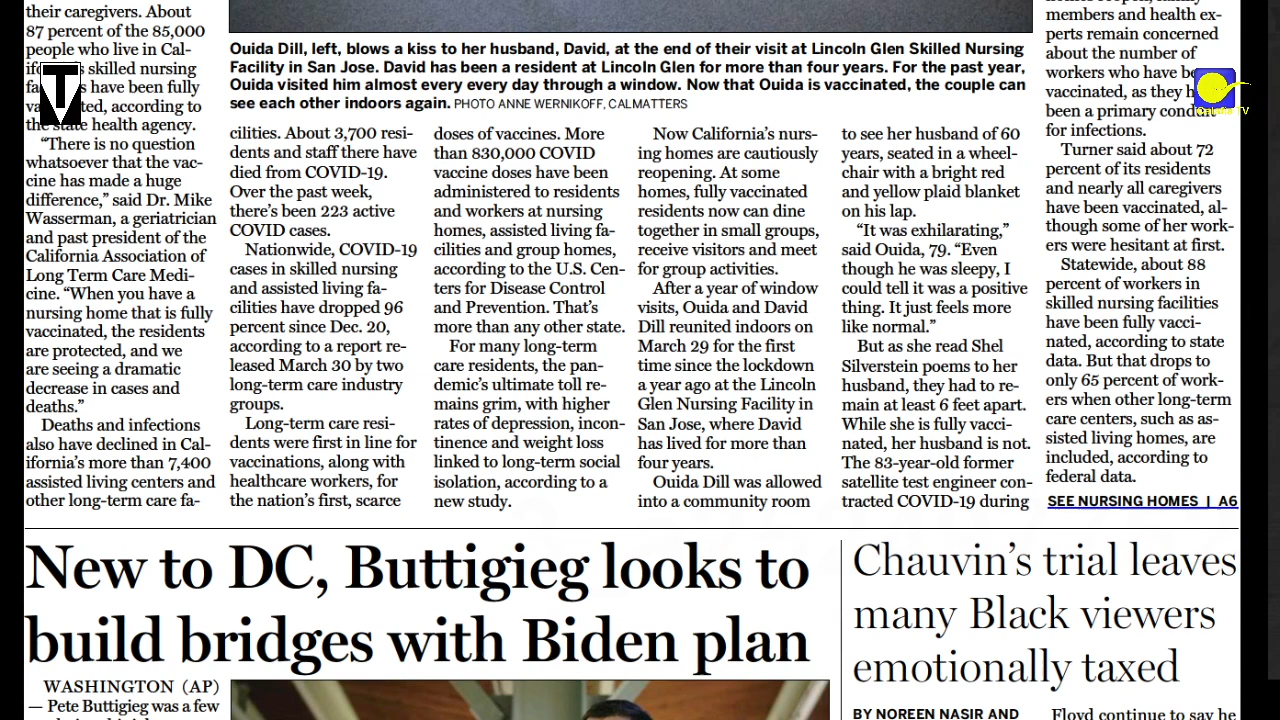 their caregivers. About
87 percent of the 85,000
people who live in Cal-
skilled nursing
have been fully
according to
the state health agency.
“There is no question
whatsoever that the vac-
cine has made a huge
difference,” said Dr. Mike
Wasserman, a geriatrician
and past president of the
California Association of
Long Term Care Medi-
cine. “When you have a
nursing home that is fully
vaccinated, the residents
are protected, and we
are seeing a dramatic
decrease in cases and
deaths.”
Deaths and infections
also have declined in Cal-
ifornia’s more than 7,400
assisted living centers and
other long-term care fa-
Ouida Dill, left, blows a kiss to her husband, David, at the end of their visit at Lincoln Glen Skilled Nursing
Facility in San Jose. David has been a resident at Lincoln Glen for more than four years. For the past year,
Ouida visited him almost every every day through a window. Now that Ouida is vaccinated, the couple can
see each other indoors again. PHOTO ANNE WERNIKOFF, CALMATTERS
cilities. About 3,700 resi-
dents and staff there have
died from COVID-19.
Over the past week,
there’s been 223 active
COVID cases.
Nationwide, COVID-19
cases in skilled nursing
and assisted living fa-
cilities have dropped 96
percent since Dec. 20,
according to a report re-
leased March 30 by two
long-term care industry
groups.
Long-term care resi-
dents were first in line for
vaccinations, along with
healthcare workers, for
the nation’s first, scarce
doses of vaccines. More
than 830,000 COVID
vaccine doses have been
administered to residents
and workers at nursing
homes, assisted living fa-
cilities and group homes,
according to the U.S. Cen-
ters for Disease Control
and Prevention. That’s
more than any other state.
For many long-term
care residents, the pan-
demic’s ultimate toll re-
mains grim, with higher
rates of depression, incon-
tinence and weight loss
linked to long-term social
isolation, according to a
new study.
Now California’s nurs-
ing homes are cautiously
reopening. At some
homes, fully vaccinated
residents now can dine
together in small groups,
receive visitors and meet
for group activities.
After a year of window
visits, Ouida and David
Dill reunited indoors on
March 29 for the first
time since the lockdown
a year ago at the Lincoln
Glen Nursing Facility in
San Jose, where David
has lived for more than
four years.
Ouida Dill was allowed
into a community room
to see her husband of 60
years, seated in a wheel-
chair with a bright red
and yellow plaid blanket
on his lap.
“It was exhilarating,”
said Ouida, 79. “Even
though he was sleepy, I
could tell it was a positive
thing. It just feels more
like normal.”
But as she read Shel
Silverstein poems to her
husband, they had to re-
main at least 6 feet apart.
While she is fully vacci-
nated, her husband is not.
The 83-year-old former
satellite test engineer con-
tracted COVID-19 during
members and health ex-
perts remain concerned
about the number of
workers who have
vaccinated, as they
been a primary conduit
for infections.
Turner said about 72
percent of its residents
and nearly all caregivers
have been vaccinated, al-
though some of her work-
ers were hesitant at first.
Statewide, about 88
percent of workers in
skilled nursing facilities
have been fully vacci-
nated, according to state
data. But that drops to
only 65 percent of work-
ers when other long-term
care centers, such as as-
sisted living homes, are
included, according to
federal data.
SEE NURSING HOMES | A6
New to DC, Buttigieg looks to
build bridges with Biden plan
WASHINGTON (AP)
— Pete Buttigieg was a few
Chauvin’s trial leaves
many Black viewers
emotionally taxed
BY NOREEN NASIR AND
Floyd continue to say he
T
TV